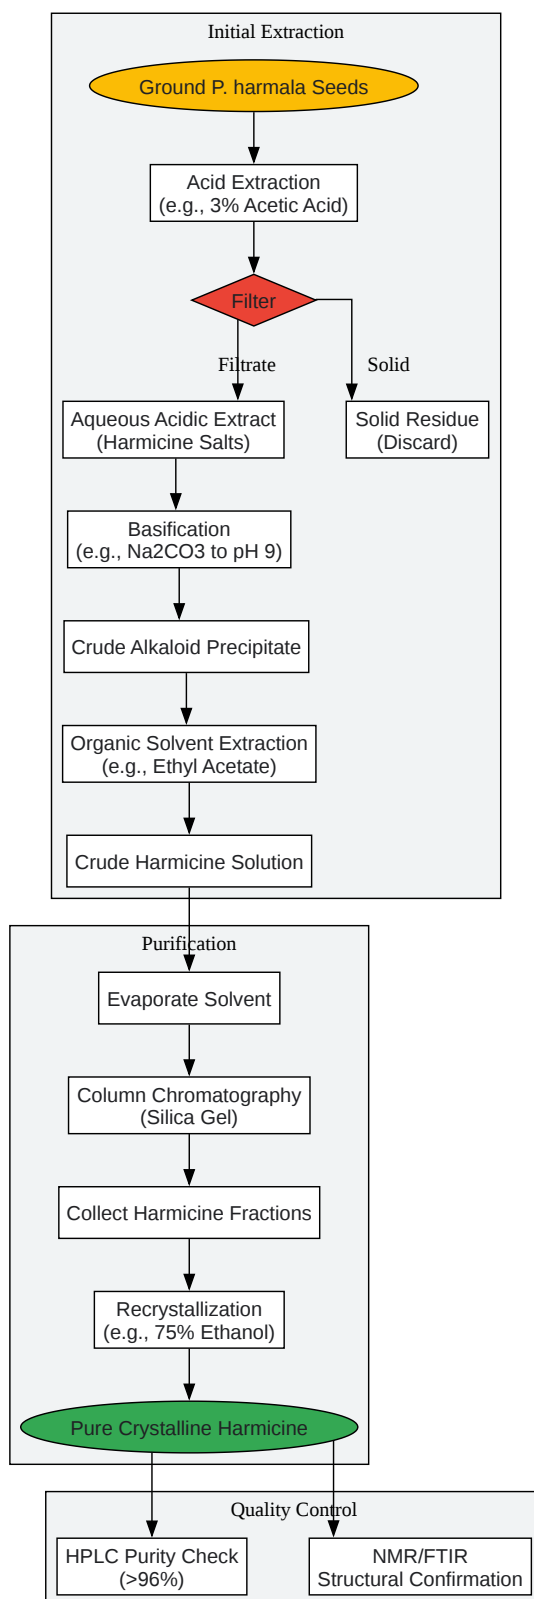 Initial Extraction
Ground P. harmala Seeds
Acid Extraction
(e.g., 3% Acetic Acid)
Filter
Filtrate
Solid
Aqueous Acidic Extract
(Harmicine Salts)
Solid Residue
(Discard)
Basification
(e.g., Na2CO3 to pH 9)
Crude Alkaloid Precipitate
Organic Solvent Extraction
(e.g., Ethyl Acetate)
Crude Harmicine Solution
Purification
Evaporate Solvent
Column Chromatography
(Silica Gel)
Collect Harmicine Fractions
Recrystallization
(e.g., 75% Ethanol)
Pure Crystalline Harmicine
Quality Control
HPLC Purity Check
(>96%)
NMR/FTIR
Structural Confirmation